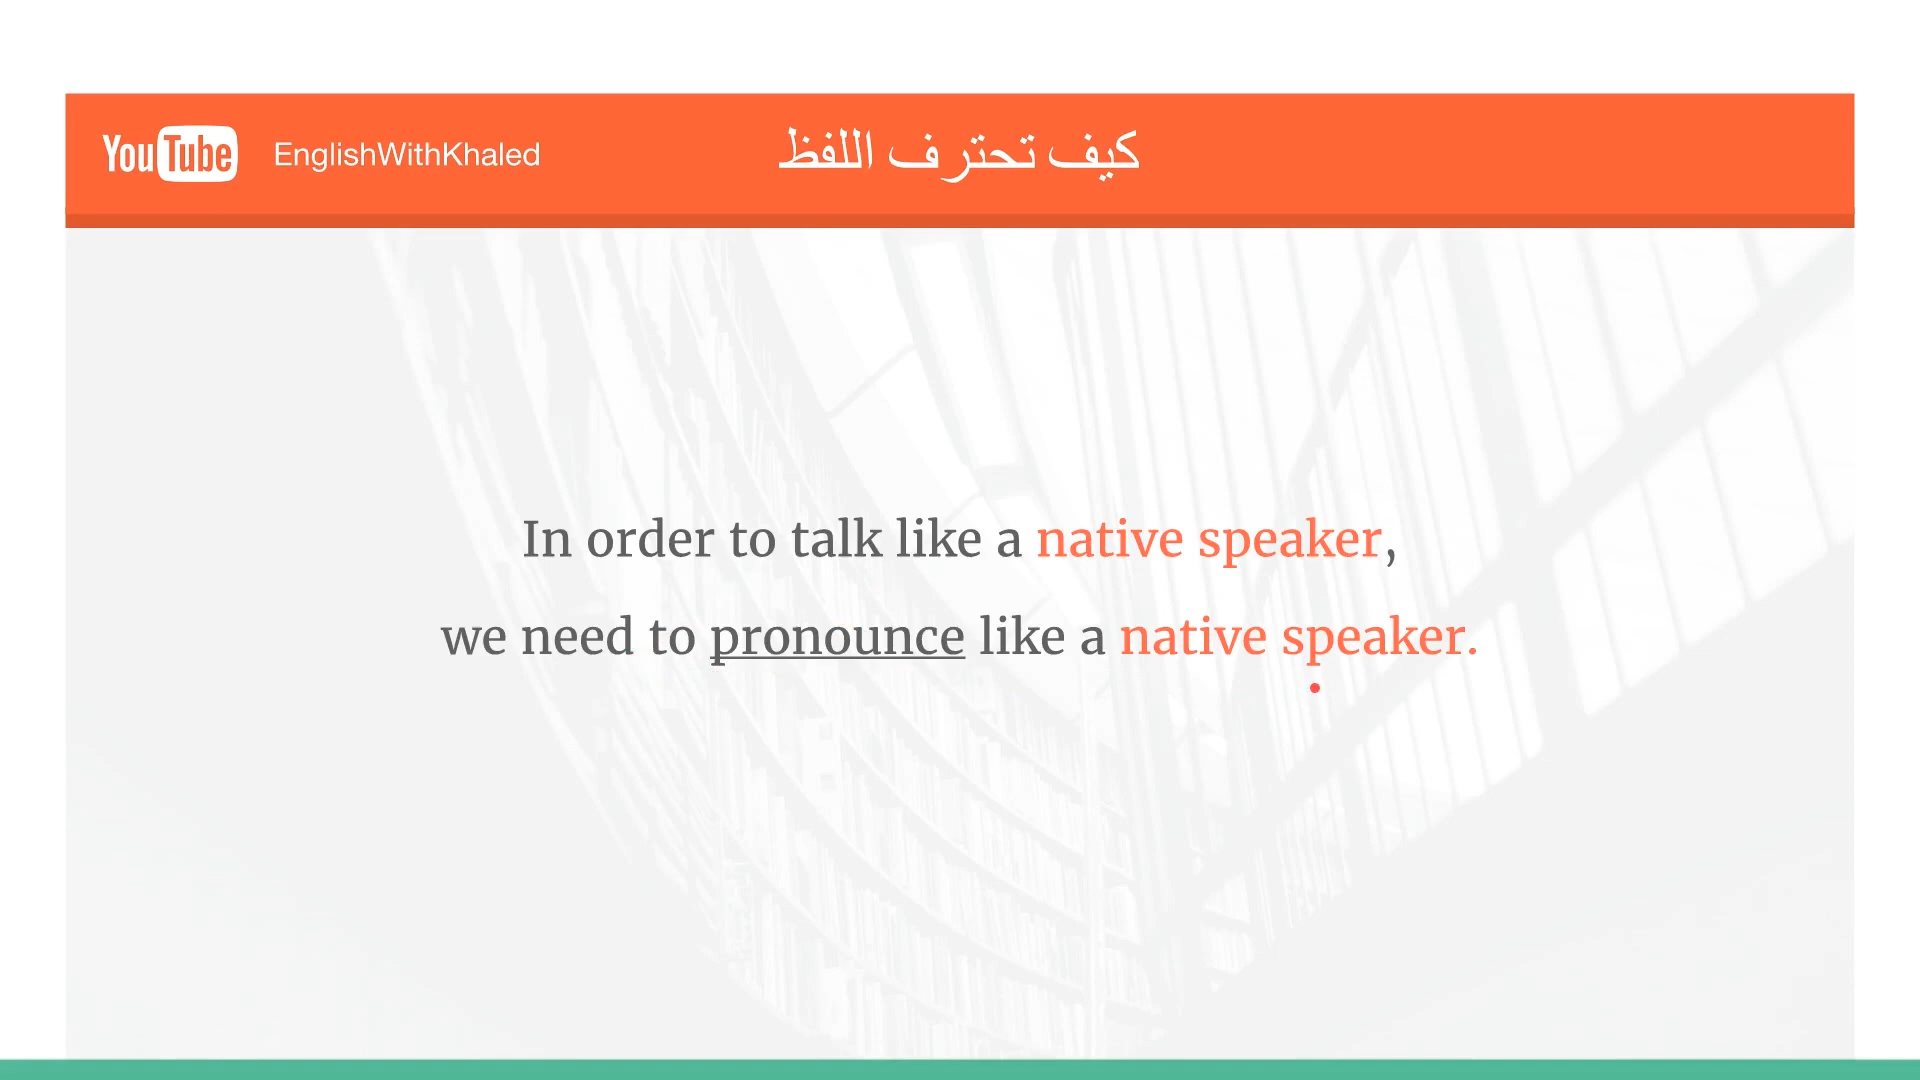 YouTube EnglishWithKhaled
كيف تحترف اللفظ
In order to talk like a native speaker,
we need to pronounce like a native speaker.